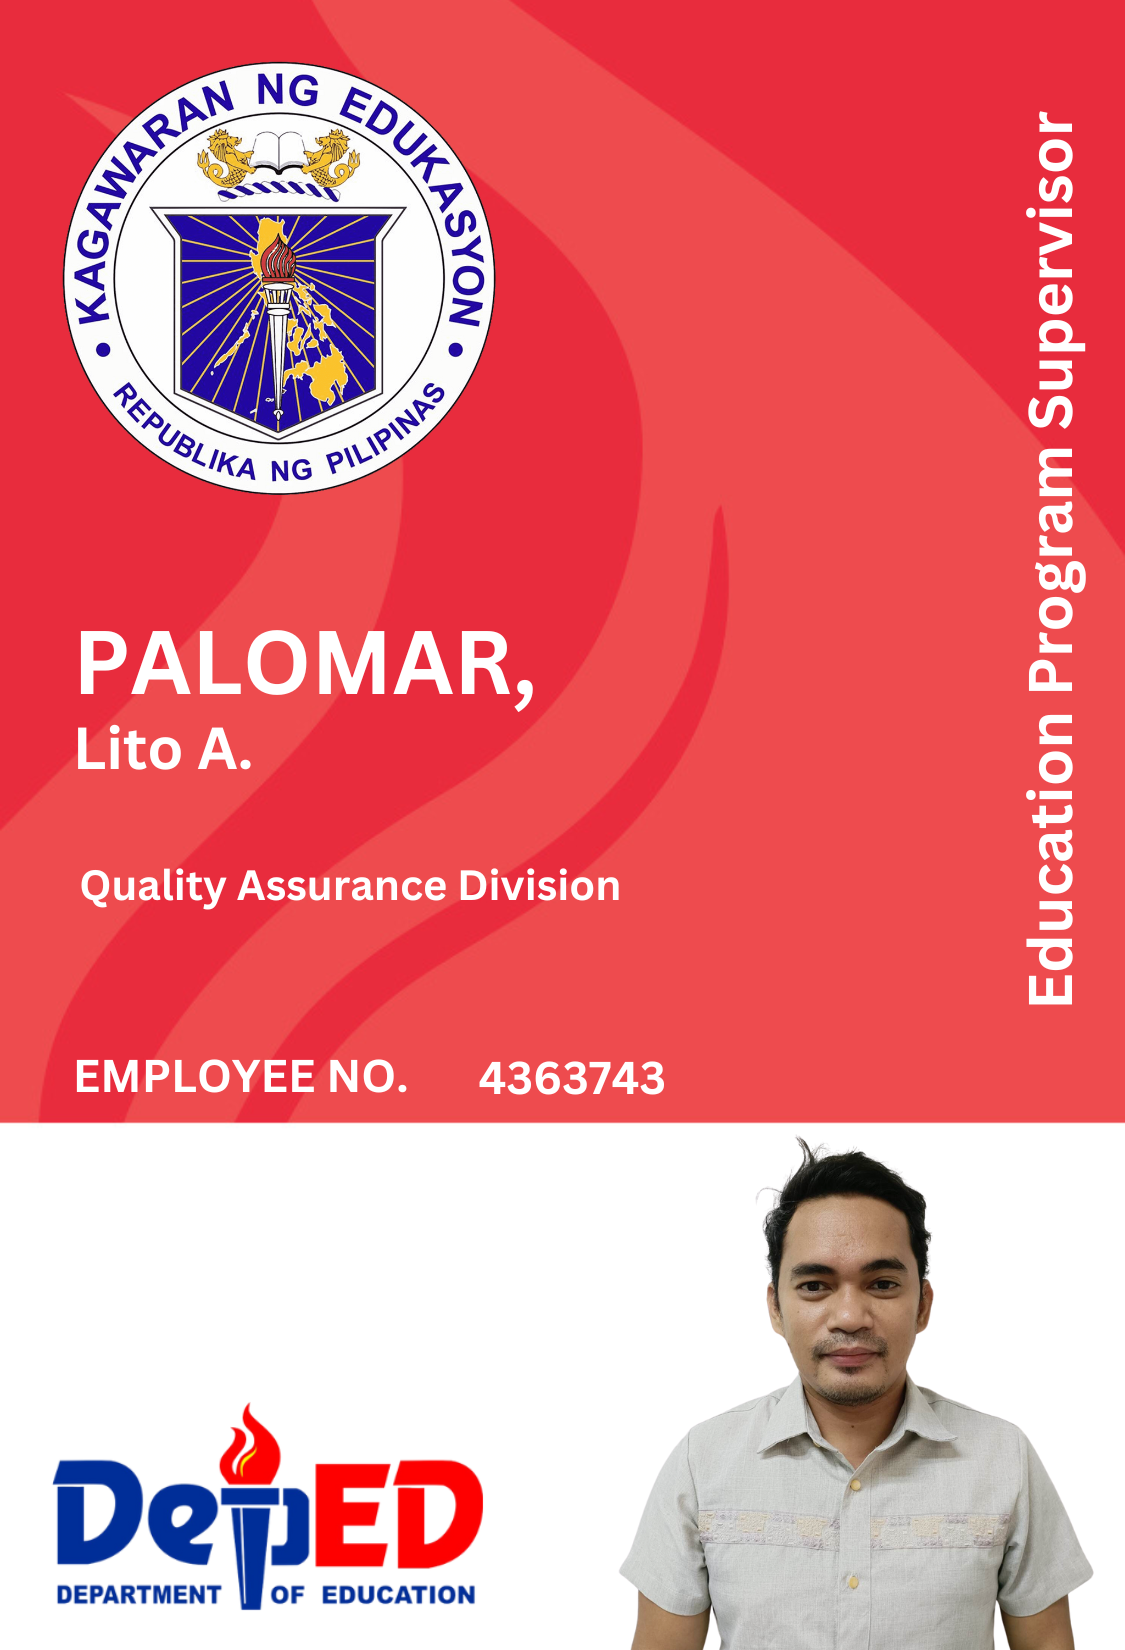 KAGAWARAN NG EDUKASYON
REPUBLIKA NG PILIPINAS
Education Program Supervisor
PALOMAR,
Lito A.
Quality Assurance Division
EMPLOYEE NO. 4363743
DepED
DEPARTMENT OF EDUCATION